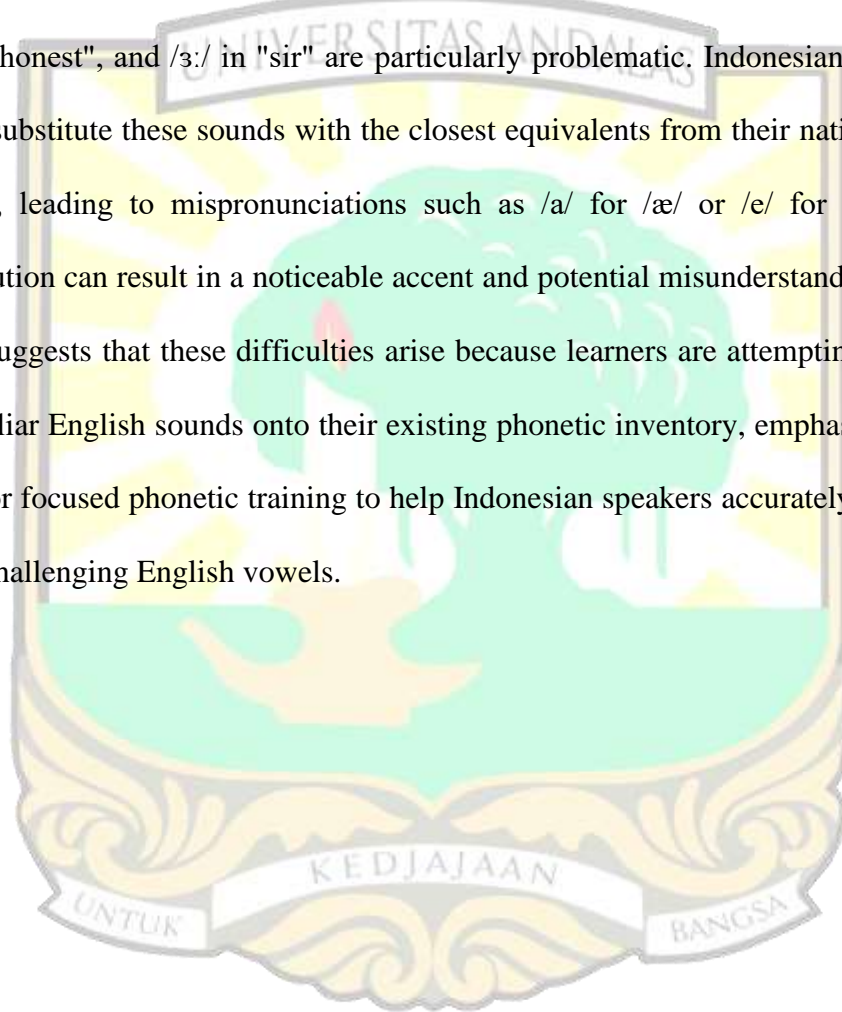 UNIVERSITAS ANDALAS
honest", and /ɜː/ in "sir" are particularly problematic. Indonesian
substitute these sounds with the closest equivalents from their nati
, leading to mispronunciations such as /a/ for /æ/ or /e/ for
ution can result in a noticeable accent and potential misunderstand
uggests that these difficulties arise because learners are attemptin
liar English sounds onto their existing phonetic inventory, emphas
or focused phonetic training to help Indonesian speakers accurately
hallenging English vowels.
KEDJAJAAN
UNTUK BANGSA